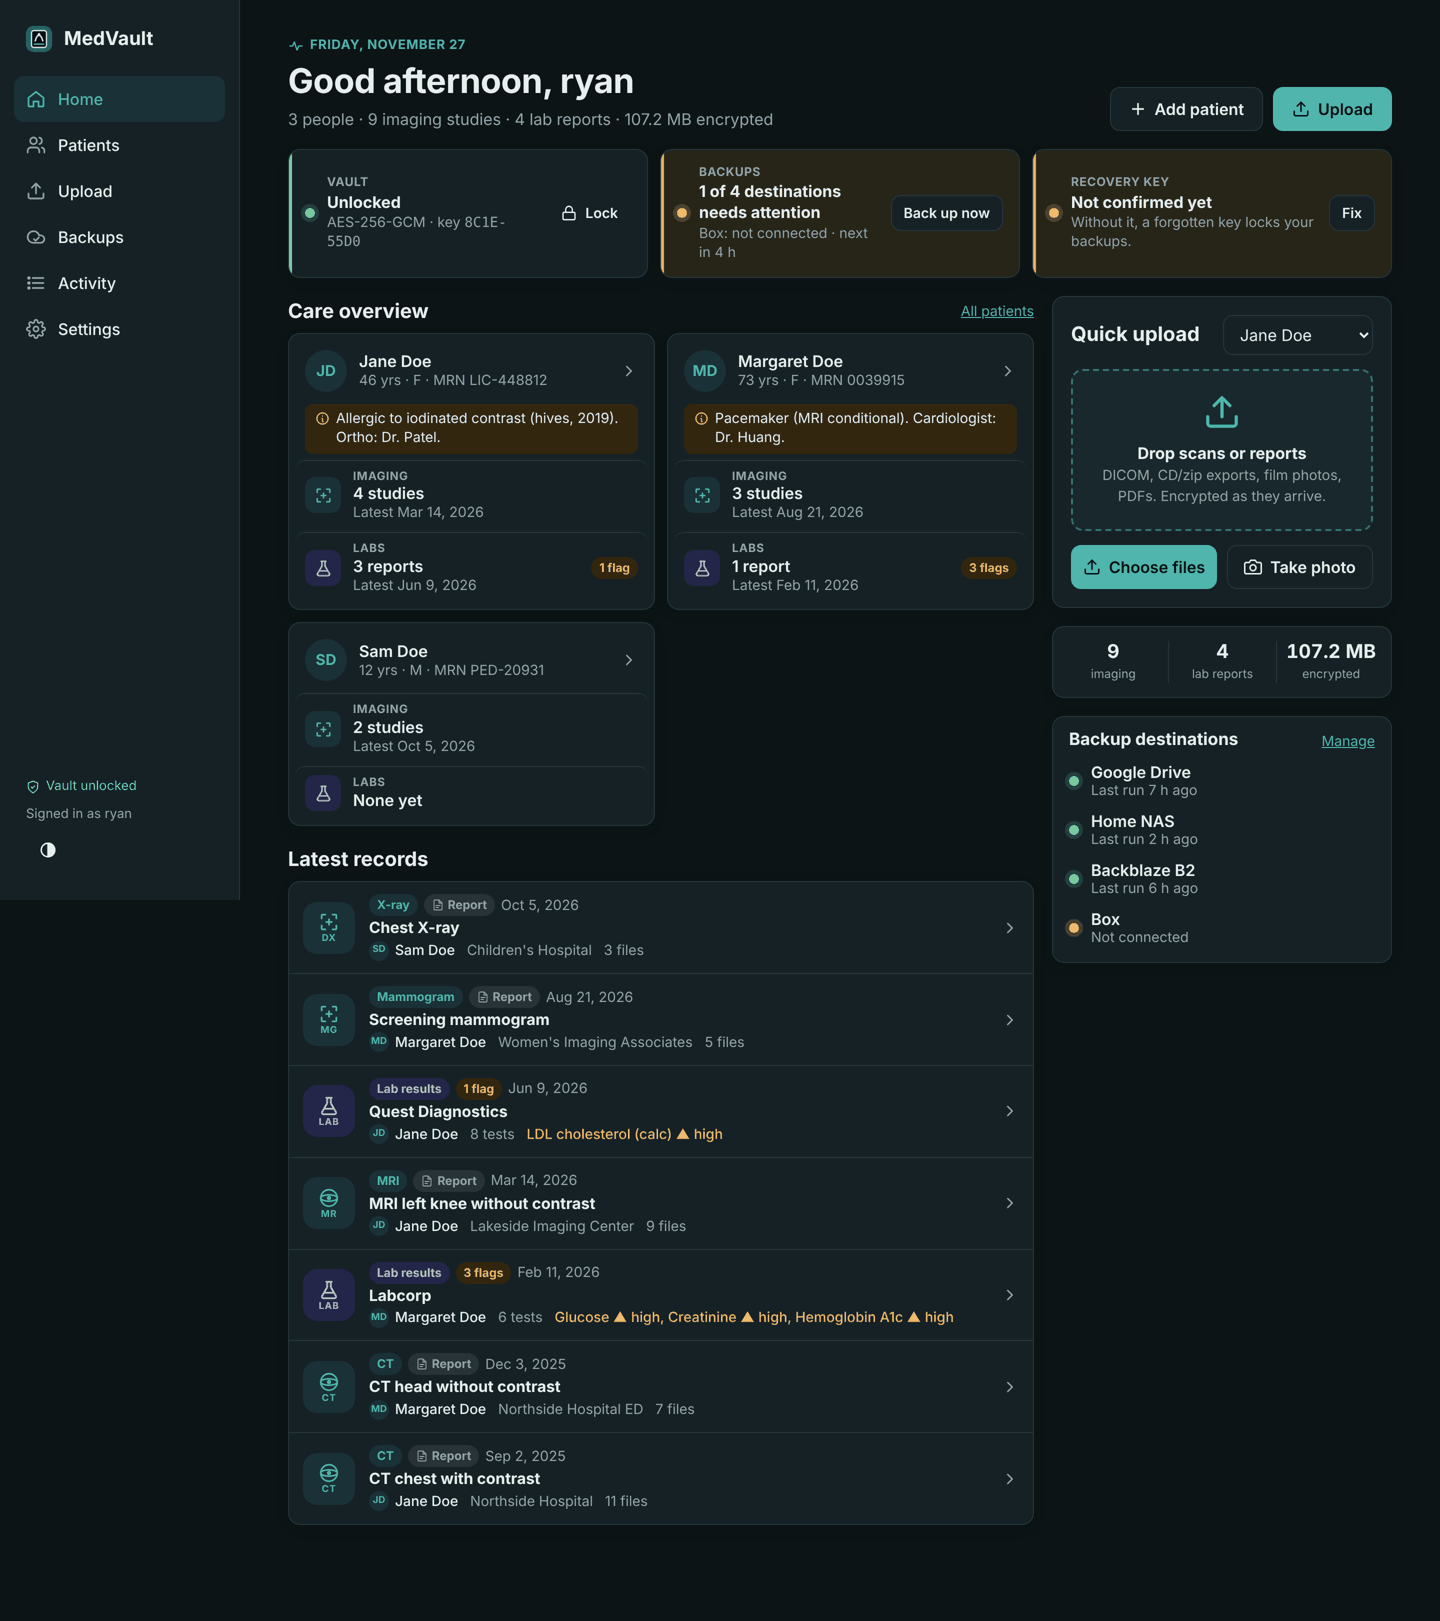 MedVault
Home
Patients
Upload
Backups
Activity
Settings
Vault unlocked
Signed in as ryan
FRIDAY, NOVEMBER 27
Good afternoon, ryan
3 people · 9 imaging studies · 4 lab reports · 107.2 MB encrypted
Add patient
Upload
VAULT
Unlocked
AES-256-GCM · key 8C1E-
55D0
Lock
BACKUPS
1 of 4 destinations
needs attention
Box: not connected · next
in 4 h
Back up now
RECOVERY KEY
Not confirmed yet
Without it, a forgotten key locks your
backups.
Fix
Care overview
All patients
JD
Jane Doe
46 yrs · F · MRN LIC-448812
Allergic to iodinated contrast (hives, 2019).
Ortho: Dr. Patel.
IMAGING
4 studies
Latest Mar 14, 2026
LABS
3 reports
Latest Jun 9, 2026
1 flag
MD
Margaret Doe
73 yrs · F · MRN 0039915
Pacemaker (MRI conditional). Cardiologist:
Dr. Huang.
IMAGING
3 studies
Latest Aug 21, 2026
LABS
1 report
Latest Feb 11, 2026
3 flags
SD
Sam Doe
12 yrs · M · MRN PED-20931
IMAGING
2 studies
Latest Oct 5, 2026
LABS
None yet
Quick upload
Jane Doe
Drop scans or reports
DICOM, CD/zip exports, film photos,
PDFs. Encrypted as they arrive.
Choose files
Take photo
9
imaging
4
lab reports
107.2 MB
encrypted
Backup destinations
Manage
Google Drive
Last run 7 h ago
Home NAS
Last run 2 h ago
Backblaze B2
Last run 6 h ago
Box
Not connected
Latest records
DX
X-ray Report Oct 5, 2026
Chest X-ray
SD Sam Doe Children's Hospital 3 files
MG
Mammogram Report Aug 21, 2026
Screening mammogram
MD Margaret Doe Women's Imaging Associates 5 files
LAB
Lab results 1 flag Jun 9, 2026
Quest Diagnostics
JD Jane Doe 8 tests LDL cholesterol (calc) ▲ high
MR
MRI Report Mar 14, 2026
MRI left knee without contrast
JD Jane Doe Lakeside Imaging Center 9 files
LAB
Lab results 3 flags Feb 11, 2026
Labcorp
MD Margaret Doe 6 tests Glucose ▲ high, Creatinine ▲ high, Hemoglobin A1c ▲ high
CT
CT Report Dec 3, 2025
CT head without contrast
MD Margaret Doe Northside Hospital ED 7 files
CT
CT Report Sep 2, 2025
CT chest with contrast
JD Jane Doe Northside Hospital 11 files